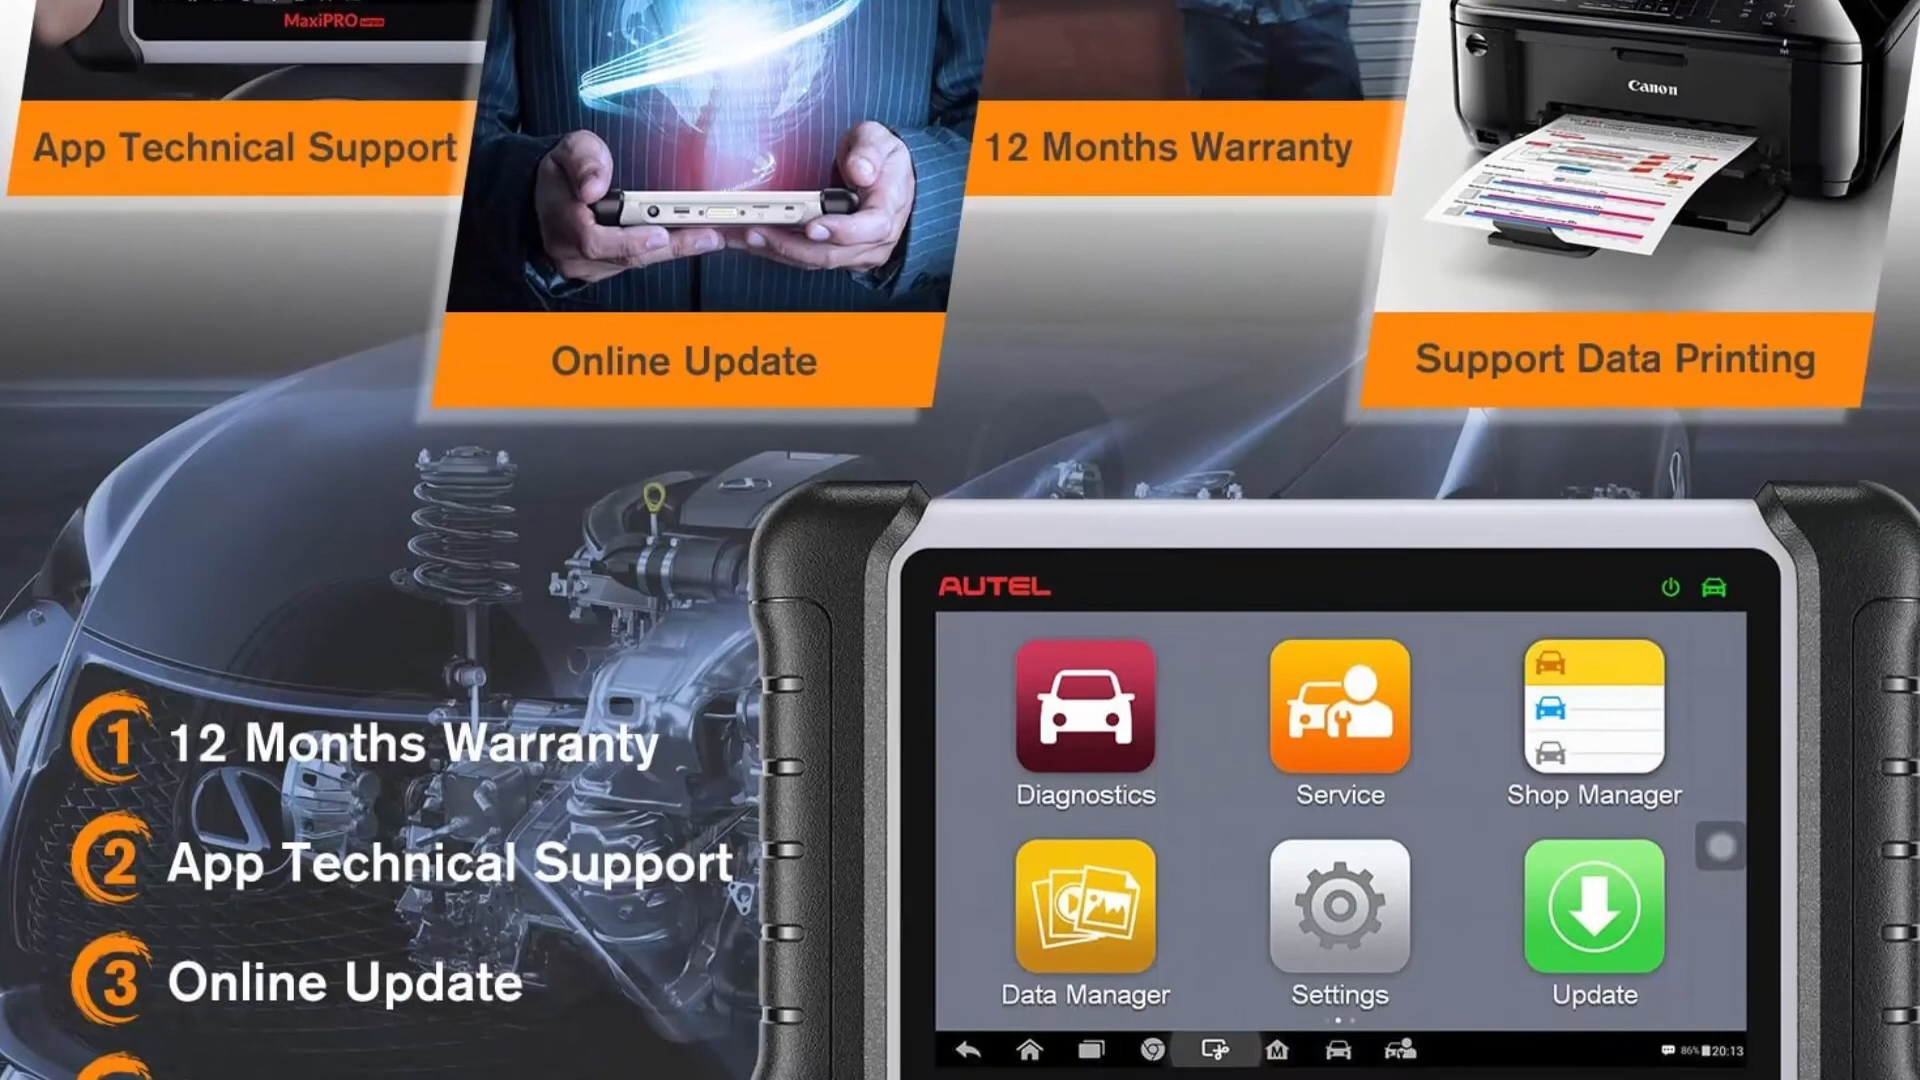 MaxiPRO
App Technical Support
12 Months Warranty
Canon
Online Update
Support Data Printing
AUTEL
Diagnostics
Service
Shop Manager
1 12 Months Warranty
2 App Technical Support
Data Manager
Settings
Update
3 Online Update
86% 20:13